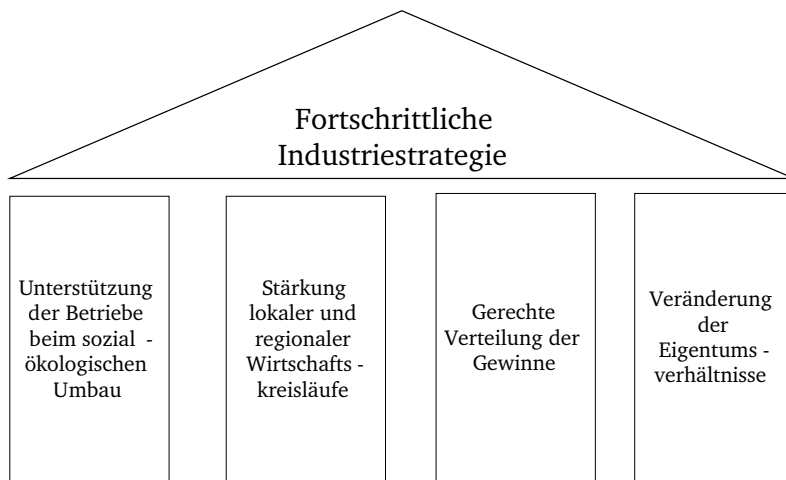 Fortschrittliche
Industriestrategie
Unterstützung
der Betriebe
beim sozial -
ökologischen
Umbau
Stärkung
lokaler und
regionaler
Wirtschafts -
kreisläufe
Gerechte
Verteilung der
Gewinne
Veränderung
der
Eigentums -
verhältnisse